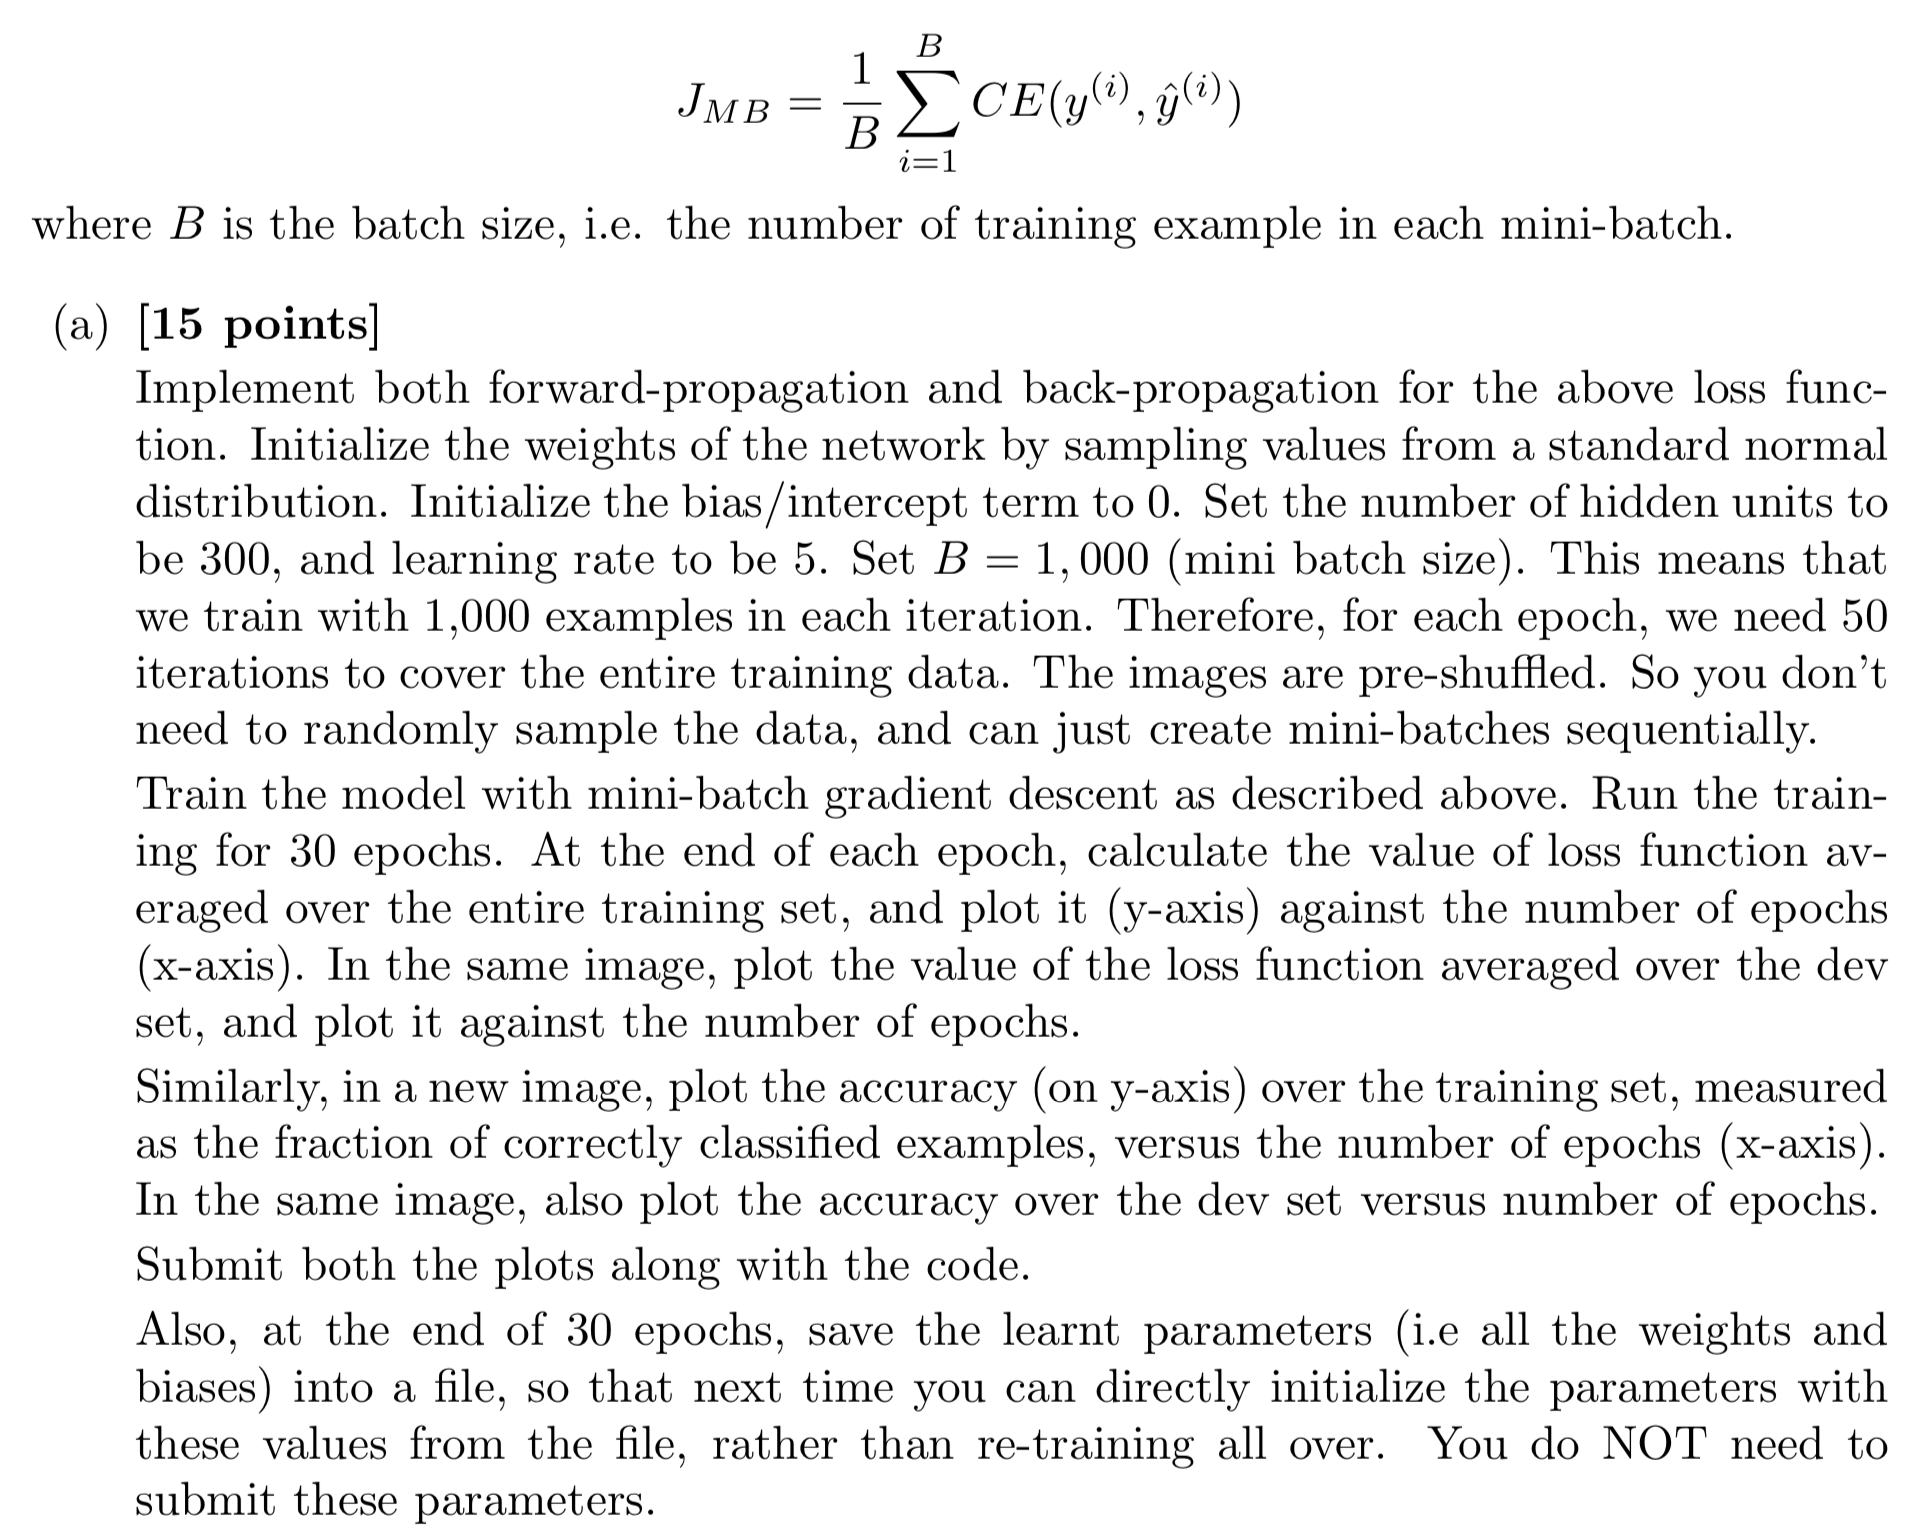 J_{MB} = \frac{1}{B} \sum_{i=1}^{B} CE(y^{(i)}, \hat{y}^{(i)})
where B is the batch size, i.e. the number of training example in each mini-batch.
(a) [15 points]
Implement both forward-propagation and back-propagation for the above loss func-
tion. Initialize the weights of the network by sampling values from a standard normal
distribution. Initialize the bias/intercept term to 0. Set the number of hidden units to
be 300, and learning rate to be 5. Set B = 1, 000 (mini batch size). This means that
we train with 1,000 examples in each iteration. Therefore, for each epoch, we need 50
iterations to cover the entire training data. The images are pre-shuffled. So you don't
need to randomly sample the data, and can just create mini-batches sequentially.
Train the model with mini-batch gradient descent as described above. Run the train-
ing for 30 epochs. At the end of each epoch, calculate the value of loss function av-
eraged over the entire training set, and plot it (y-axis) against the number of epochs
(x-axis). In the same image, plot the value of the loss function averaged over the dev
set, and plot it against the number of epochs.
Similarly, in a new image, plot the accuracy (on y-axis) over the training set, measured
as the fraction of correctly classified examples, versus the number of epochs (x-axis).
In the same image, also plot the accuracy over the dev set versus number of epochs.
Submit both the plots along with the code.
Also, at the end of 30 epochs, save the learnt parameters (i.e all the weights and
biases) into a file, so that next time you can directly initialize the parameters with
these values from the file, rather than re-training all over. You do NOT need to
submit these parameters.